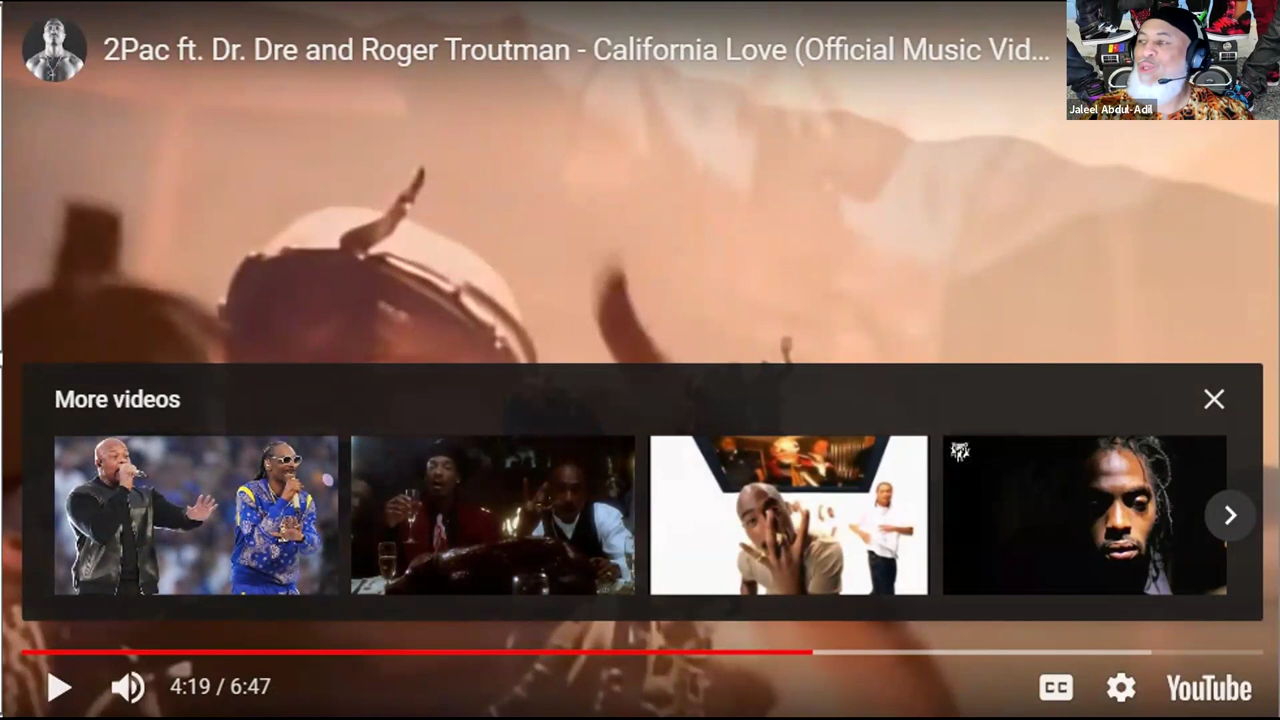 2Pac ft. Dr. Dre and Roger Troutman - California Love (Official Music Vid...
Jaleel Abdul-Adil
More videos
4:19 / 6:47
CC
YouTube